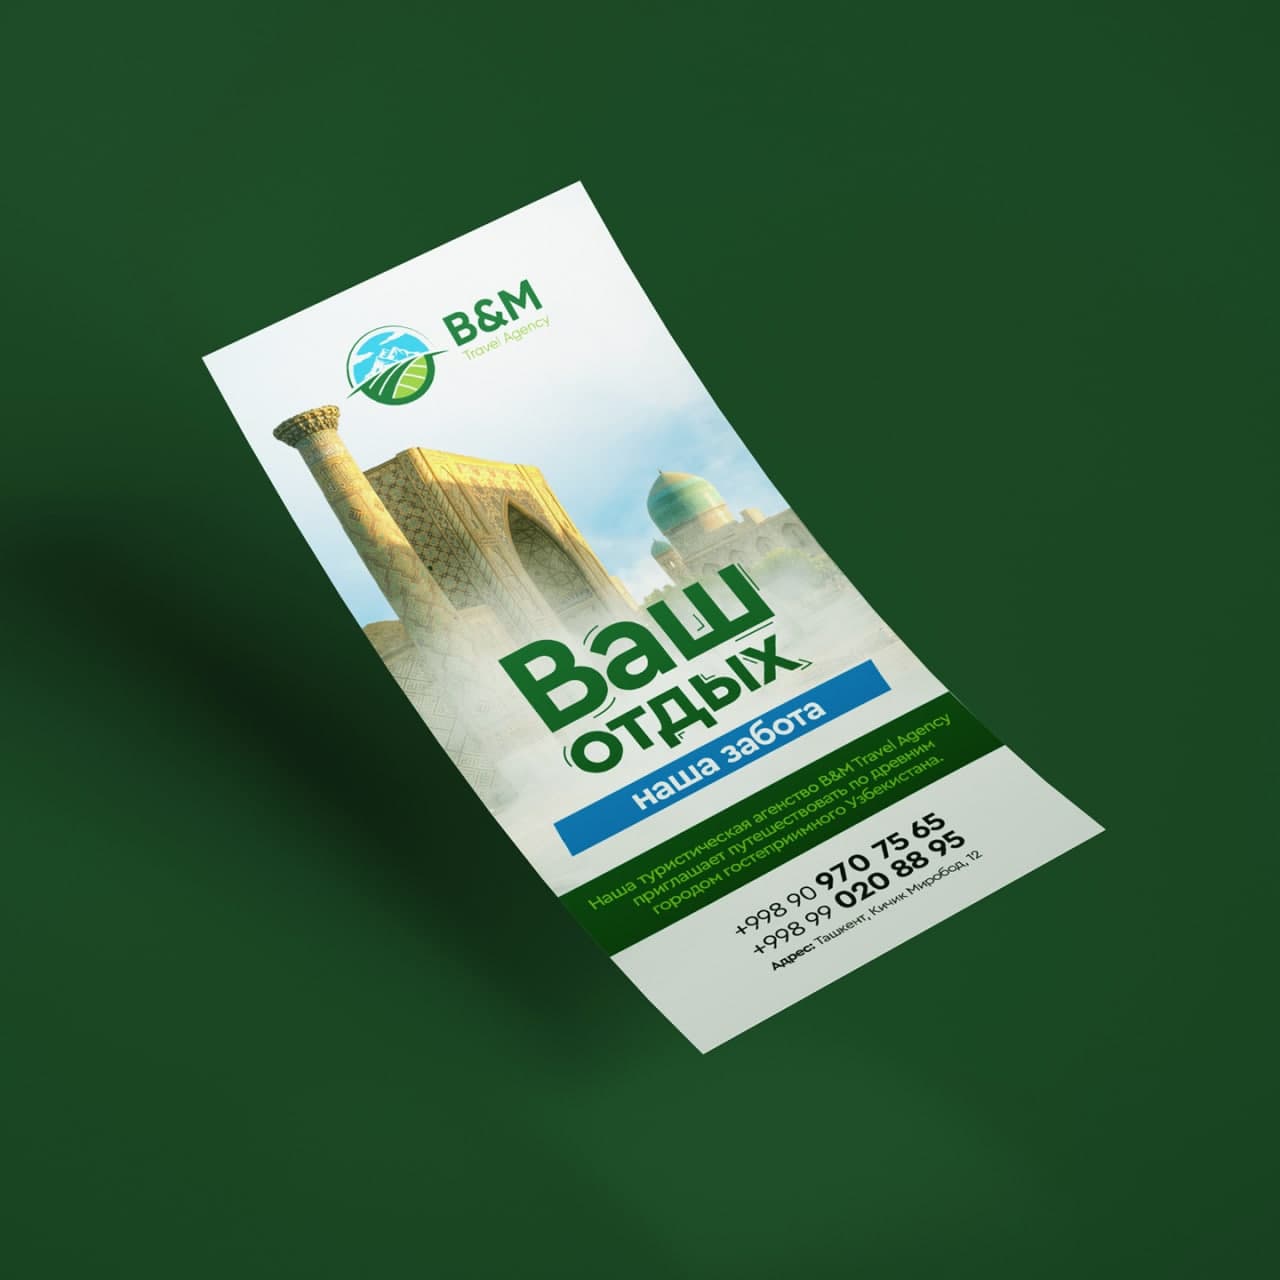 B&M
Travel Agency
Ваш
отдых
наша забота
Наша туристическая агенство B&M Travel Agency
приглашает путешествовать по древним
городом гостеприимного Узбекистана.
+998 90 970 75 65
+998 99 020 88 95
Адрес: Ташкент, Кичик Миробод, 12